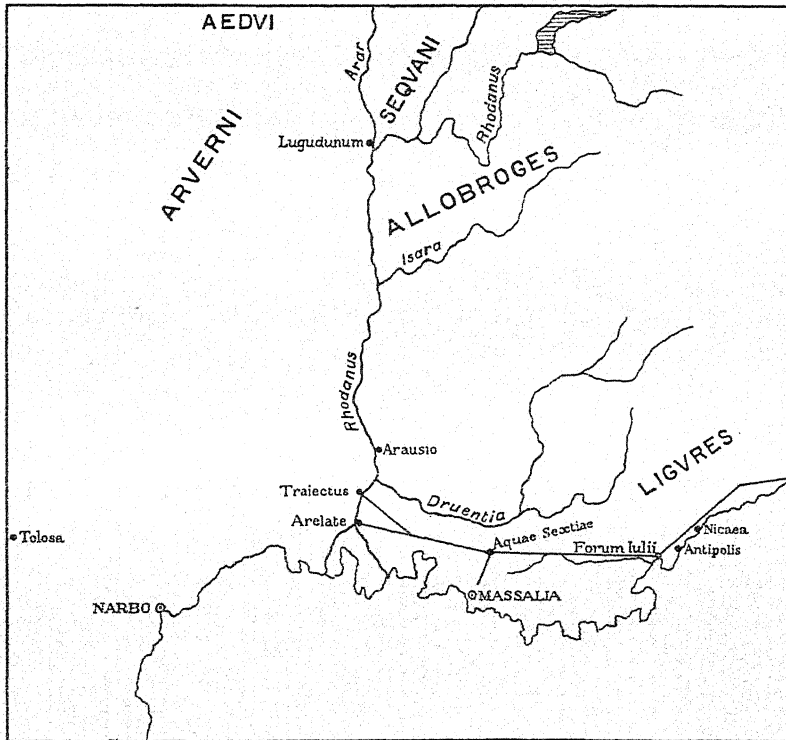 AEDVI
Arar
SEQVANI
Rhodanus
ARVERNI
Lugudunum
ALLOBROGES
Isara
Rhodanus
Arausio
Traiectus
Druentia
LIGVRES
Arelate
Aquae Sextiae
Nicaea
Tolosa
Forum Iulii
Antipolis
MASSALIA
NARBO